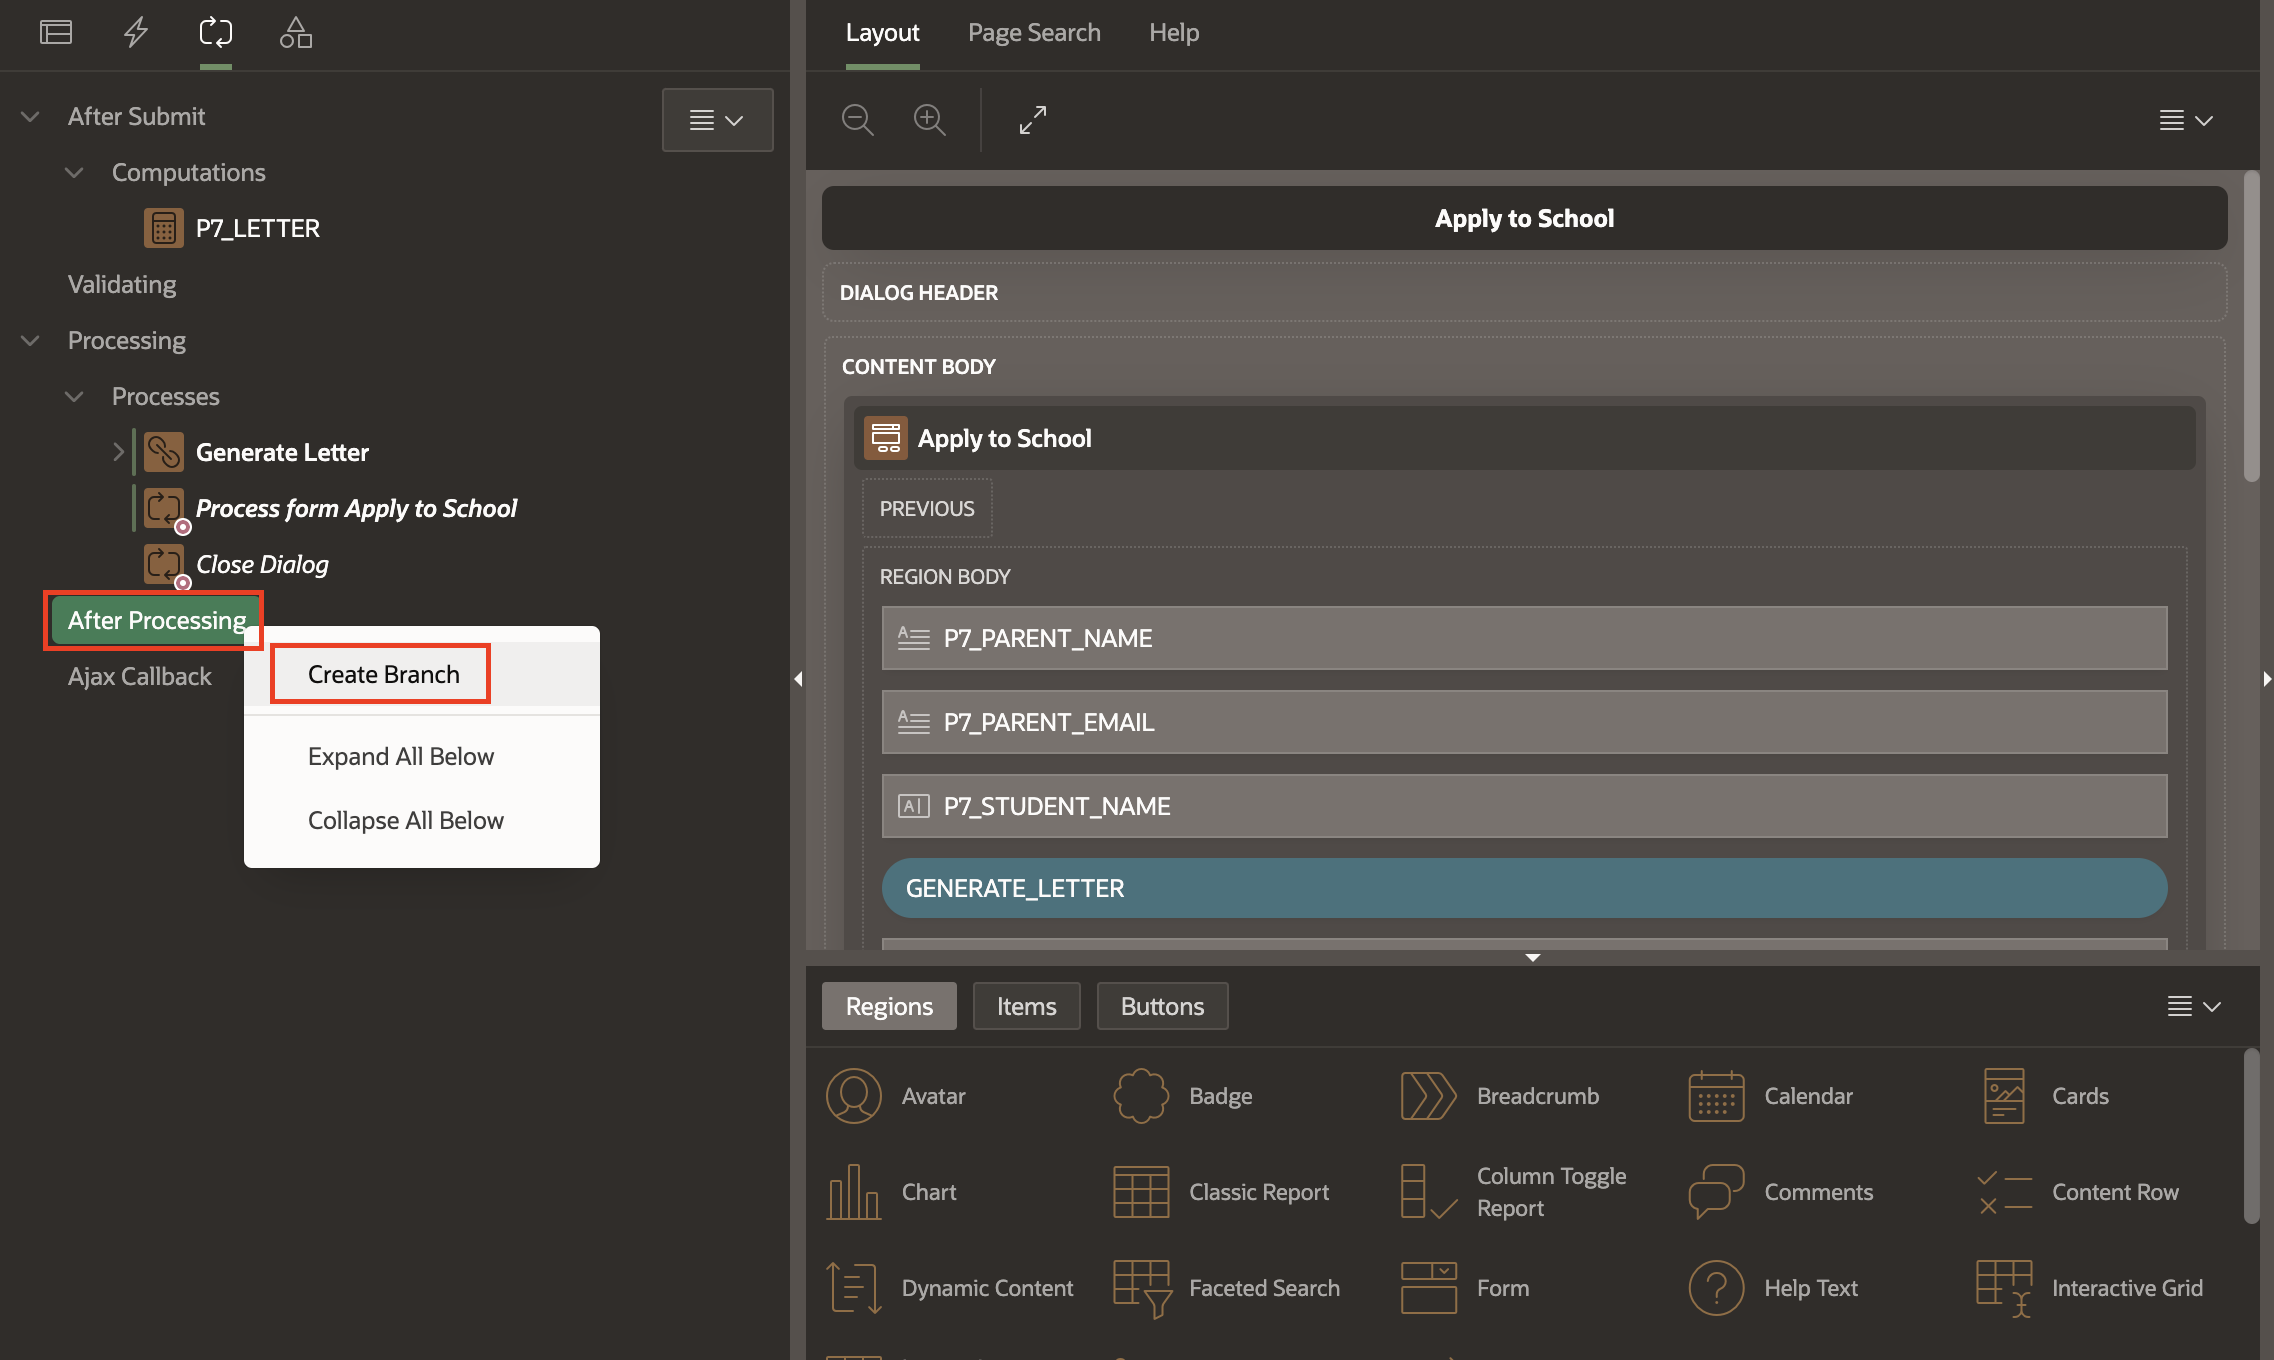 Layout
Page Search
Help
After Submit
Computations
P7_LETTER
Validating
Processing
Processes
Generate Letter
Process form Apply to School
Close Dialog
After Processing
Ajax Callback
Create Branch
Expand All Below
Collapse All Below
Apply to School
DIALOG HEADER
CONTENT BODY
Apply to School
PREVIOUS
REGION BODY
P7_PARENT_NAME
P7_PARENT_EMAIL
P7_STUDENT_NAME
GENERATE_LETTER
Regions
Items
Buttons
Avatar
Badge
Breadcrumb
Calendar
Cards
Chart
Classic Report
Column Toggle
Report
Comments
Content Row
Dynamic Content
Faceted Search
Form
Help Text
Interactive Grid